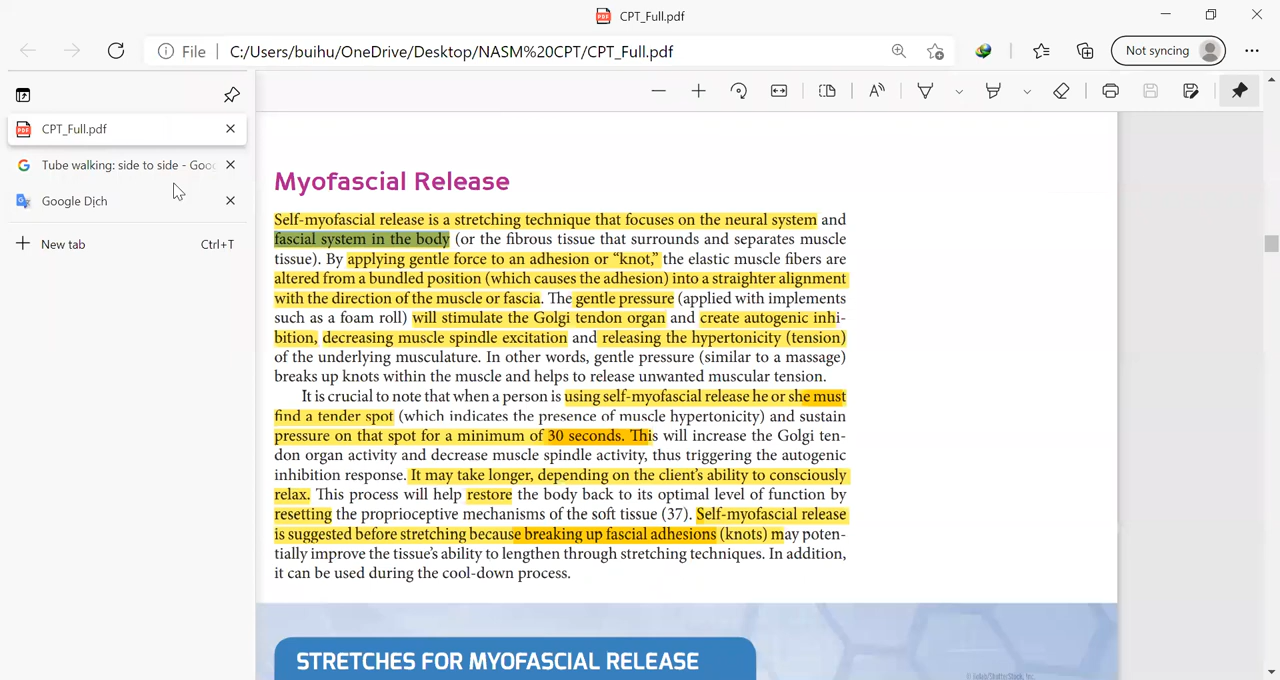 CPT_Full.pdf
File
C:/Users/buihu/OneDrive/Desktop/NASM%20CPT/CPT_Full.pdf
Not syncing
CPT_Full.pdf
Tube walking: side to side - Goo
Google Dịch
New tab
Ctrl+T
Myofascial Release
Self-myofascial release is a stretching technique that focuses on the neural system and
fascial system in the body (or the fibrous tissue that surrounds and separates muscle
tissue). By applying gentle force to an adhesion or “knot,” the elastic muscle fibers are
altered from a bundled position (which causes the adhesion) into a straighter alignment
with the direction of the muscle or fascia. The gentle pressure (applied with implements
such as a foam roll) will stimulate the Golgi tendon organ and create autogenic inhi-
bition, decreasing muscle spindle excitation and releasing the hypertonicity (tension)
of the underlying musculature. In other words, gentle pressure (similar to a massage)
breaks up knots within the muscle and helps to release unwanted muscular tension.
It is crucial to note that when a person is using self-myofascial release he or she must
find a tender spot (which indicates the presence of muscle hypertonicity) and sustain
pressure on that spot for a minimum of 30 seconds. This will increase the Golgi ten-
don organ activity and decrease muscle spindle activity, thus triggering the autogenic
inhibition response. It may take longer, depending on the client’s ability to consciously
relax. This process will help restore the body back to its optimal level of function by
resetting the proprioceptive mechanisms of the soft tissue (37). Self-myofascial release
is suggested before stretching because breaking up fascial adhesions (knots) may poten-
tially improve the tissue’s ability to lengthen through stretching techniques. In addition,
it can be used during the cool-down process.
STRETCHES FOR MYOFASCIAL RELEASE